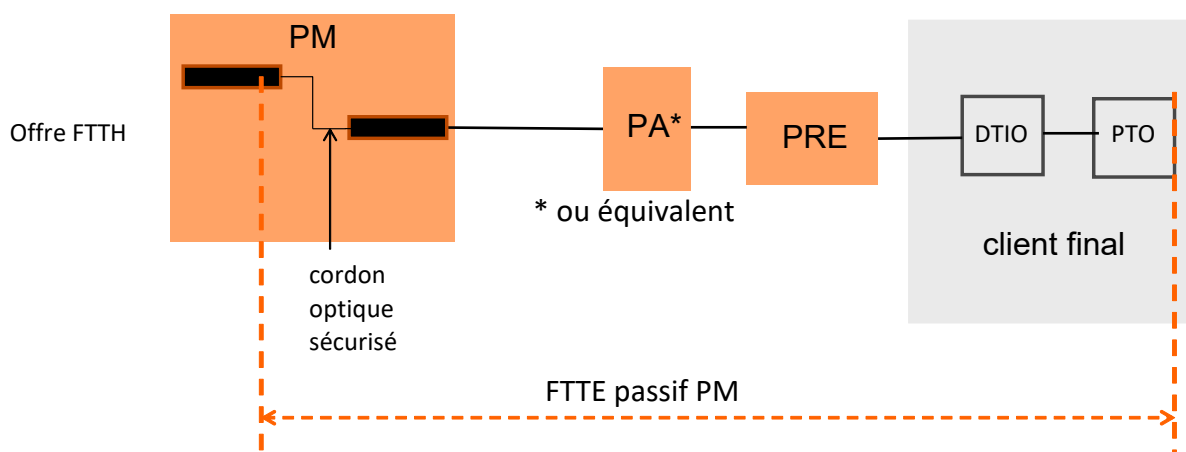 PM
Offre FTTH
PA*
PRE
DTIO
PTO
* ou équivalent
client final
cordon
optique
sécurisé
FTTE passif PM